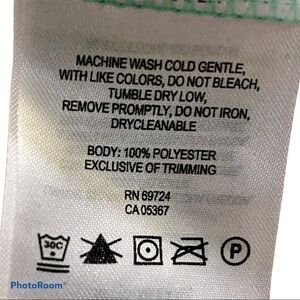 MACHINE WASH COLD GENTLE,
WITH LIKE COLORS, DO NOT BLEACH,
TUMBLE DRY LOW,
REMOVE PROMPTLY, DO NOT IRON,
DRYCLEANABLE
BODY: 100% POLYESTER
EXCLUSIVE OF TRIMMING
RN 69724
CA 05367
30C
P
PhotoRoom